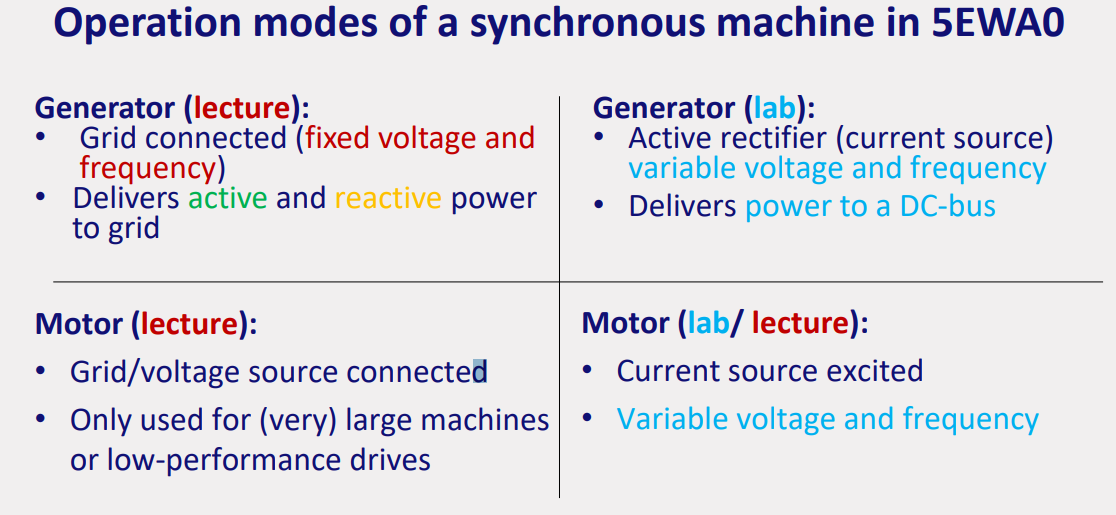 Operation modes of a synchronous machine in 5EWA0
Generator (lecture):
• Grid connected (fixed voltage and
frequency)
• Delivers active and reactive power
to grid
Generator (lab):
• Active rectifier (current source)
variable voltage and frequency
• Delivers power to a DC-bus
Motor (lecture):
• Grid/voltage source connected
• Only used for (very) large machines
or low-performance drives
Motor (lab/ lecture):
• Current source excited
• Variable voltage and frequency